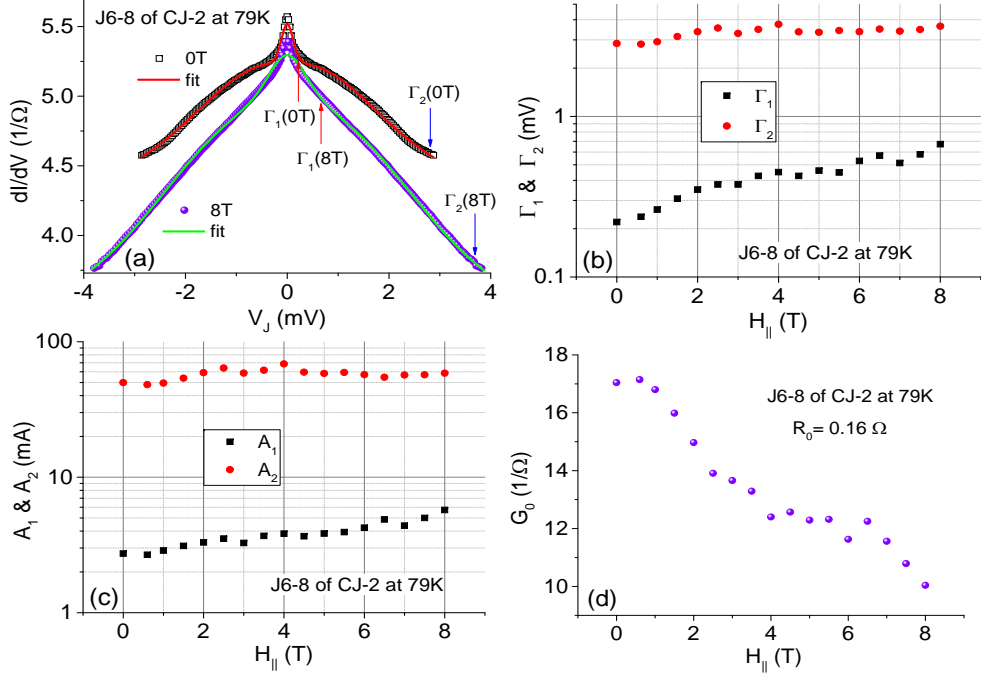 J6-8 of CJ-2 at 79K
5.5
5.0
4.5
4.0
dI/dV (1/Ω)
0T
fit
Γ1(0T)
Γ2(0T)
Γ1(8T)
8T
fit
Γ2(8T)
(a)
-4 -2 0 2 4
VJ (mV)
1
0.1
Γ1 & Γ2 (mV)
Γ1
Γ2
(b)
J6-8 of CJ-2 at 79K
0 2 4 6 8
H|| (T)
100
10
1
A1 & A2 (mA)
A1
A2
(c)
J6-8 of CJ-2 at 79K
0 2 4 6 8
H|| (T)
16
14
12
10
G0 (1/Ω)
J6-8 of CJ-2 at 79K
R0= 0.16 Ω
(d)
0 2 4 6 8
H|| (T)